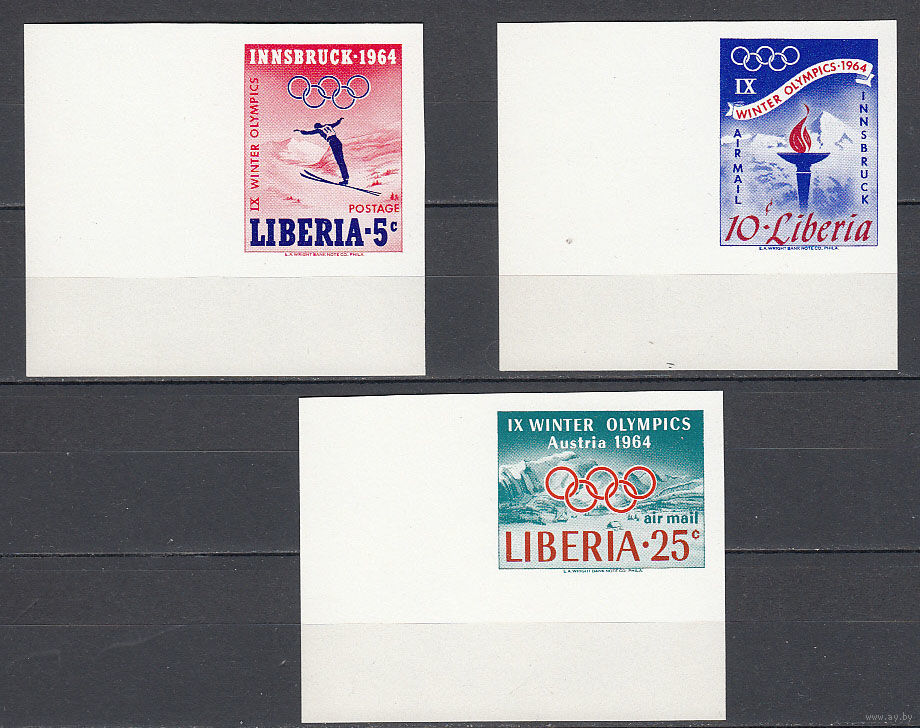 INNSBRUCK·1964
IX WINTER OLYMPICS
POSTAGE
LIBERIA·5c
E.A. WRIGHT BANK NOTE CO. PHILA.
IX
WINTER OLYMPICS·1964
AIR MAIL
INNSBRUCK
10c·Liberia
E.A. WRIGHT BANK NOTE CO. PHILA.
IX WINTER OLYMPICS
Austria 1964
air mail
LIBERIA·25c
E.A. WRIGHT BANK NOTE CO. PHILA.
www.ay.by